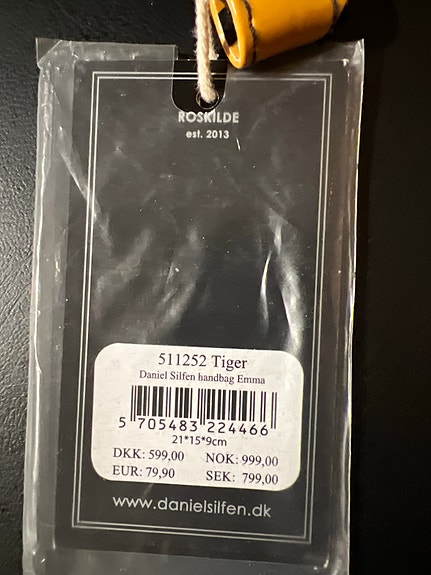 ROSKILDE
est. 2013
511252 Tiger
Daniel Silfen handbag Emma
5 705483 224466
21*15*9cm
DKK: 599,00 NOK: 999,00
EUR: 79,90 SEK: 799,00
www.danielsilfen.dk